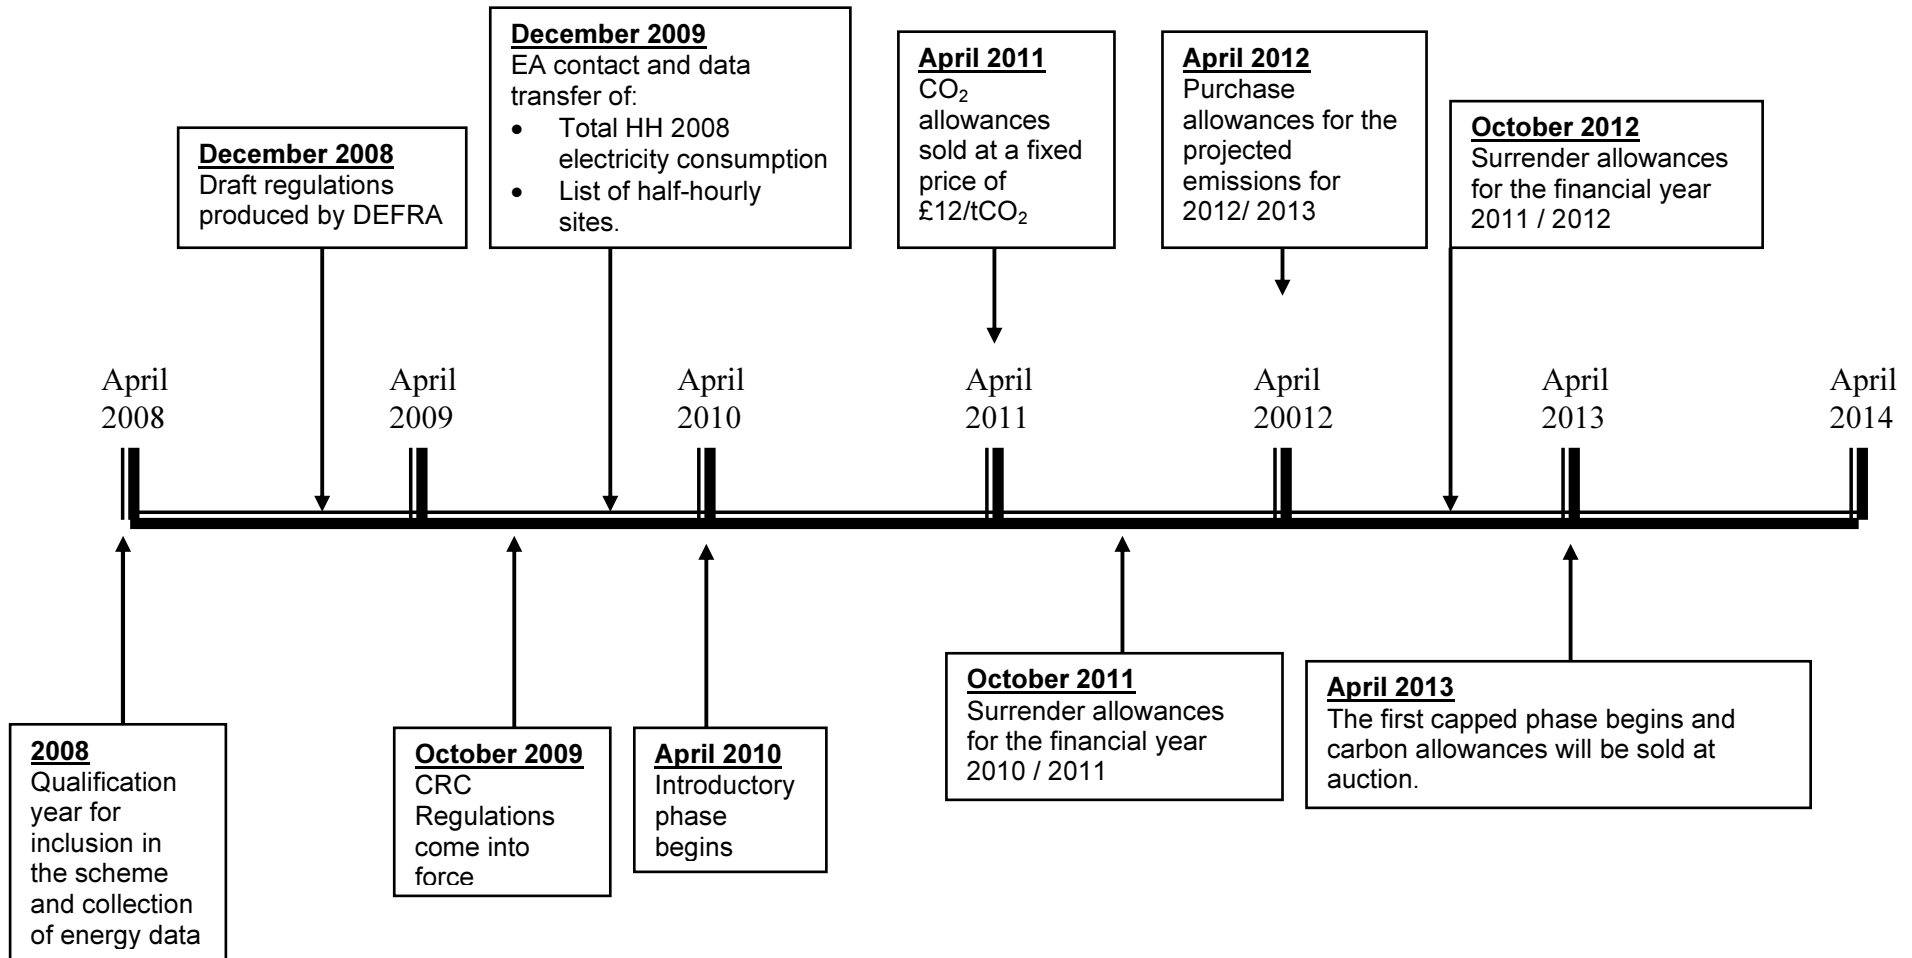 December 2008
Draft regulations
produced by DEFRA
December 2009
EA contact and data
transfer of:
• Total HH 2008
electricity consumption
• List of half-hourly
sites.
April 2011
CO₂
allowances
sold at a fixed
price of
£12/tCO₂
April 2012
Purchase
allowances for the
projected
emissions for
2012/ 2013
October 2012
Surrender allowances
for the financial year
2011 / 2012
April
2008
April
2009
April
2010
April
2011
April
20012
April
2013
April
2014
2008
Qualification
year for
inclusion in
the scheme
and collection
of energy data
October 2009
CRC
Regulations
come into
force
April 2010
Introductory
phase
begins
October 2011
Surrender allowances
for the financial year
2010 / 2011
April 2013
The first capped phase begins and
carbon allowances will be sold at
auction.